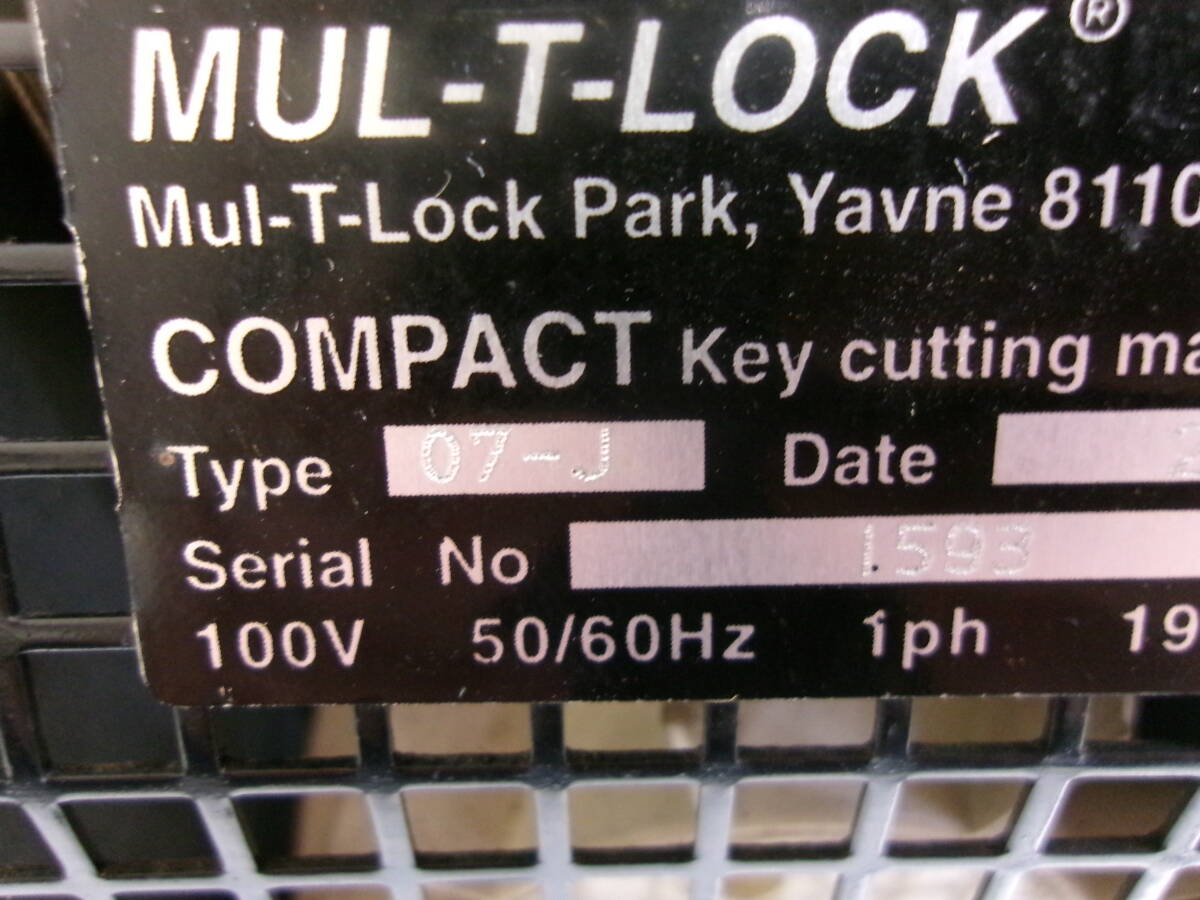 MUL-T-LOCK®
Mul-T-Lock Park, Yavne 8110
COMPACT Key cutting ma
Type 07-J Date
Serial No 1593
100V 50/60Hz 1ph 19